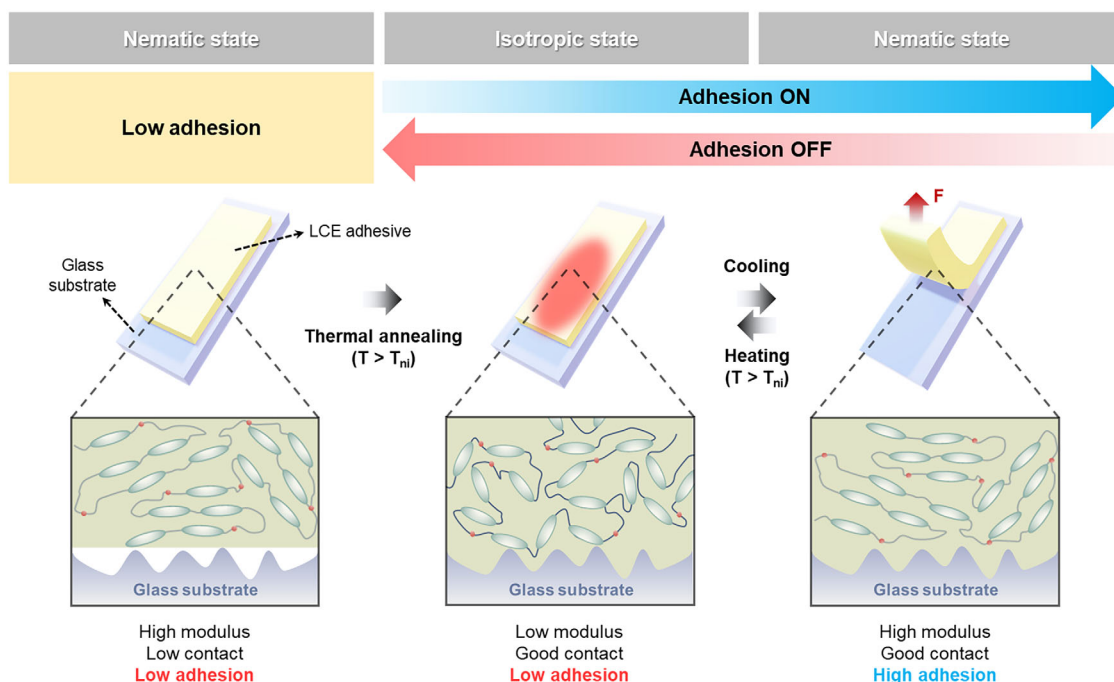 Nematic state
Isotropic state
Nematic state
Low adhesion
Adhesion ON
Adhesion OFF
LCE adhesive
Glass
substrate
Thermal annealing
(T > Tni)
Cooling
Heating
(T > Tni)
F
Glass substrate
Glass substrate
Glass substrate
High modulus
Low contact
Low adhesion
Low modulus
Good contact
Low adhesion
High modulus
Good contact
High adhesion